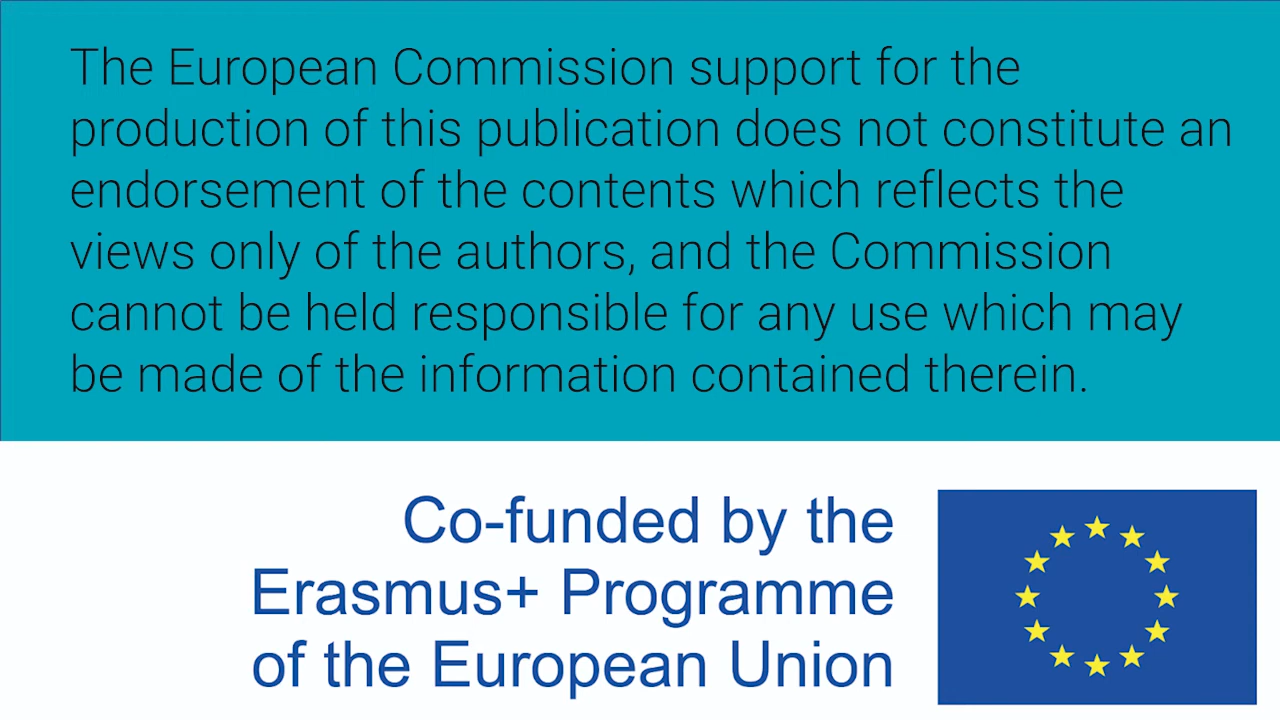 The European Commission support for the
production of this publication does not constitute an
endorsement of the contents which reflects the
views only of the authors, and the Commission
cannot be held responsible for any use which may
be made of the information contained therein.
Co-funded by the
Erasmus+ Programme
of the European Union